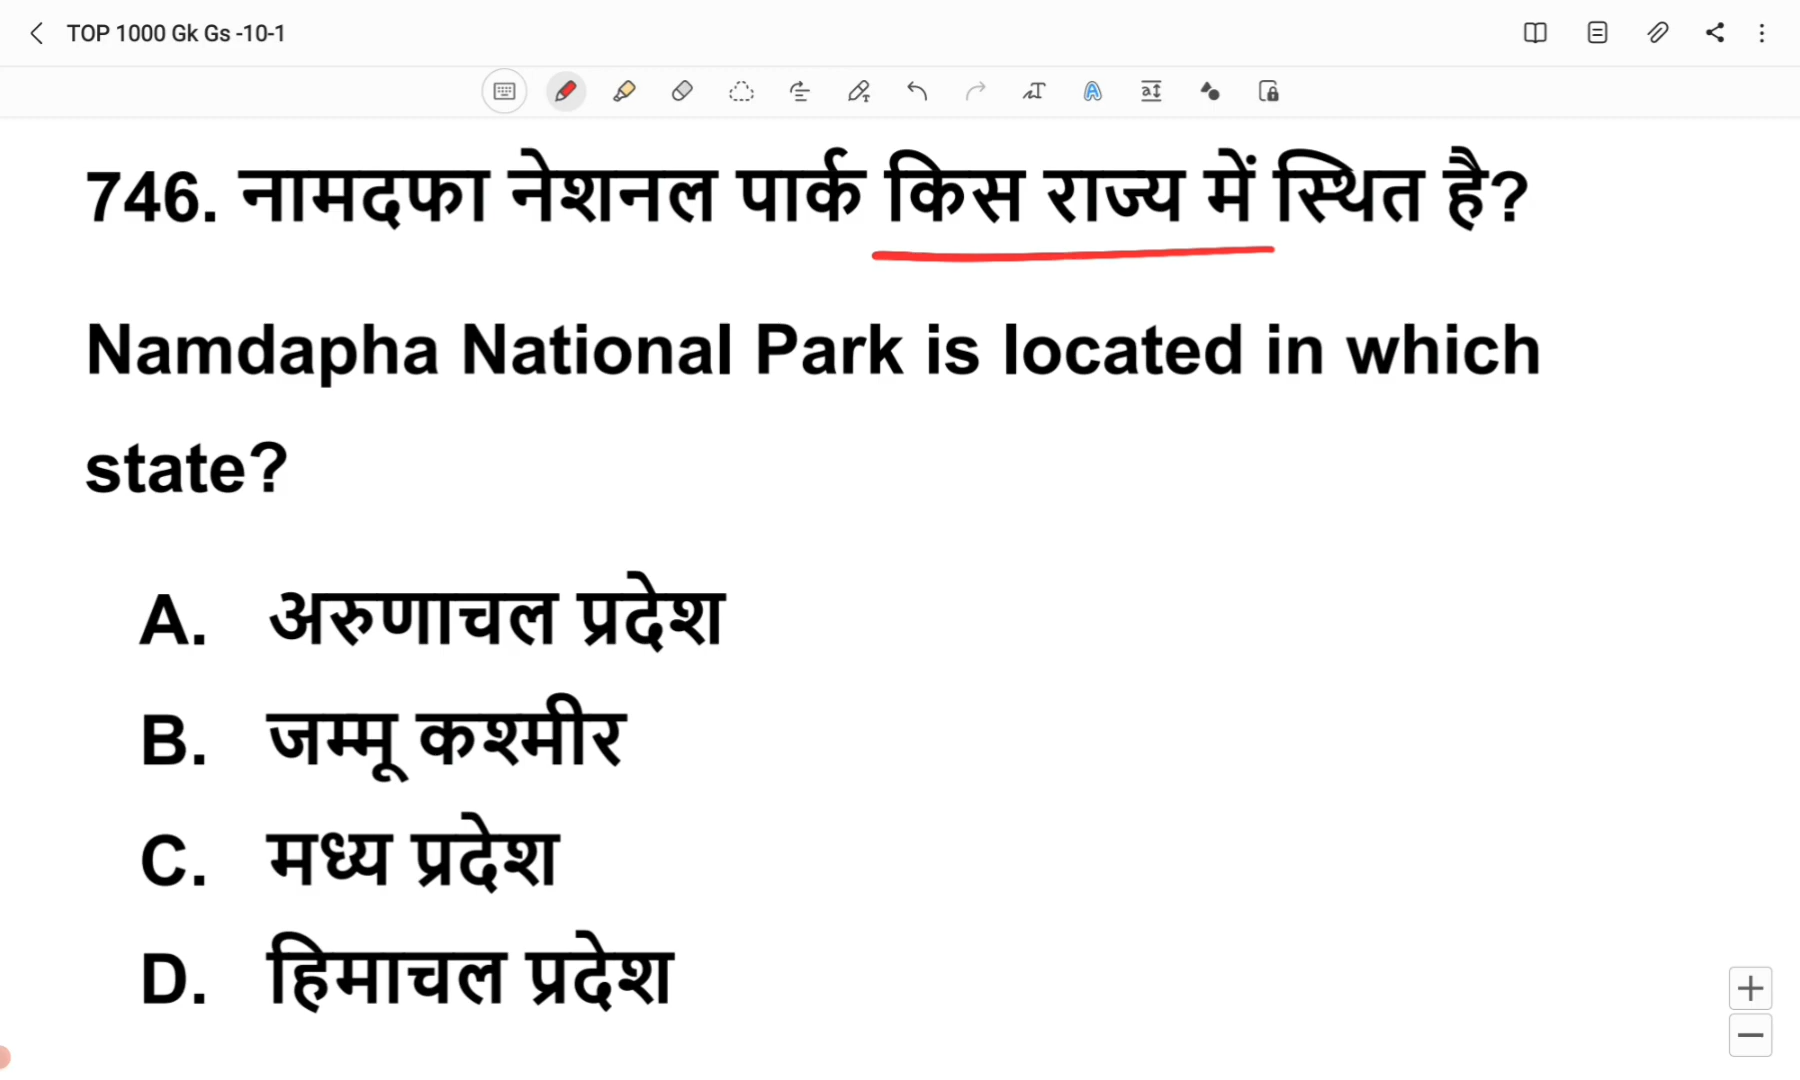 TOP 1000 Gk Gs -10-1
746. नामदफा नेशनल पार्क किस राज्य में स्थित है?
Namdapha National Park is located in which
state?
A. अरुणाचल प्रदेश
B. जम्मू कश्मीर
C. मध्य प्रदेश
D. हिमाचल प्रदेश